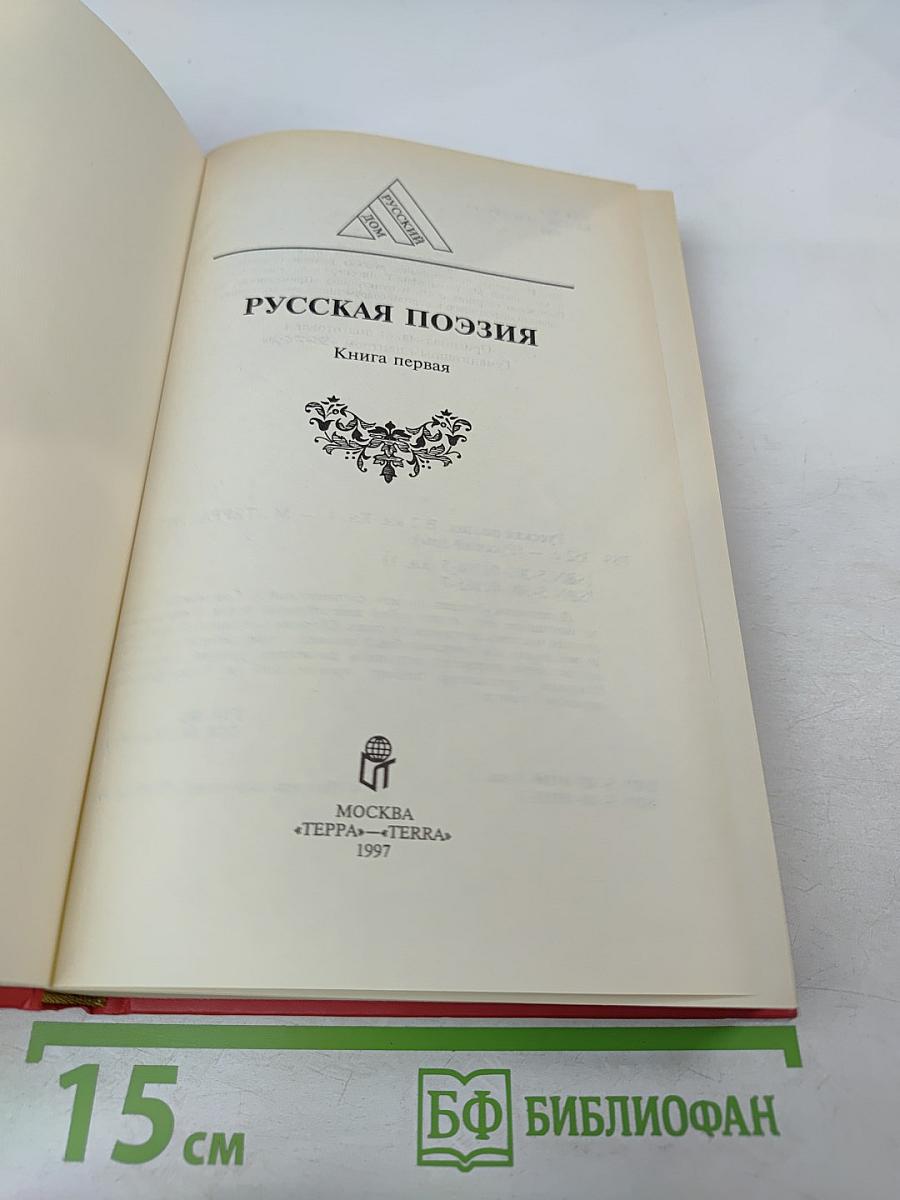 РУССКИЙ
ДОМ
РУССКАЯ ПОЭЗИЯ
Книга первая
МОСКВА
«ТЕРРА»—«TERRA»
1997
15 см
БФ БИБЛИОФАН